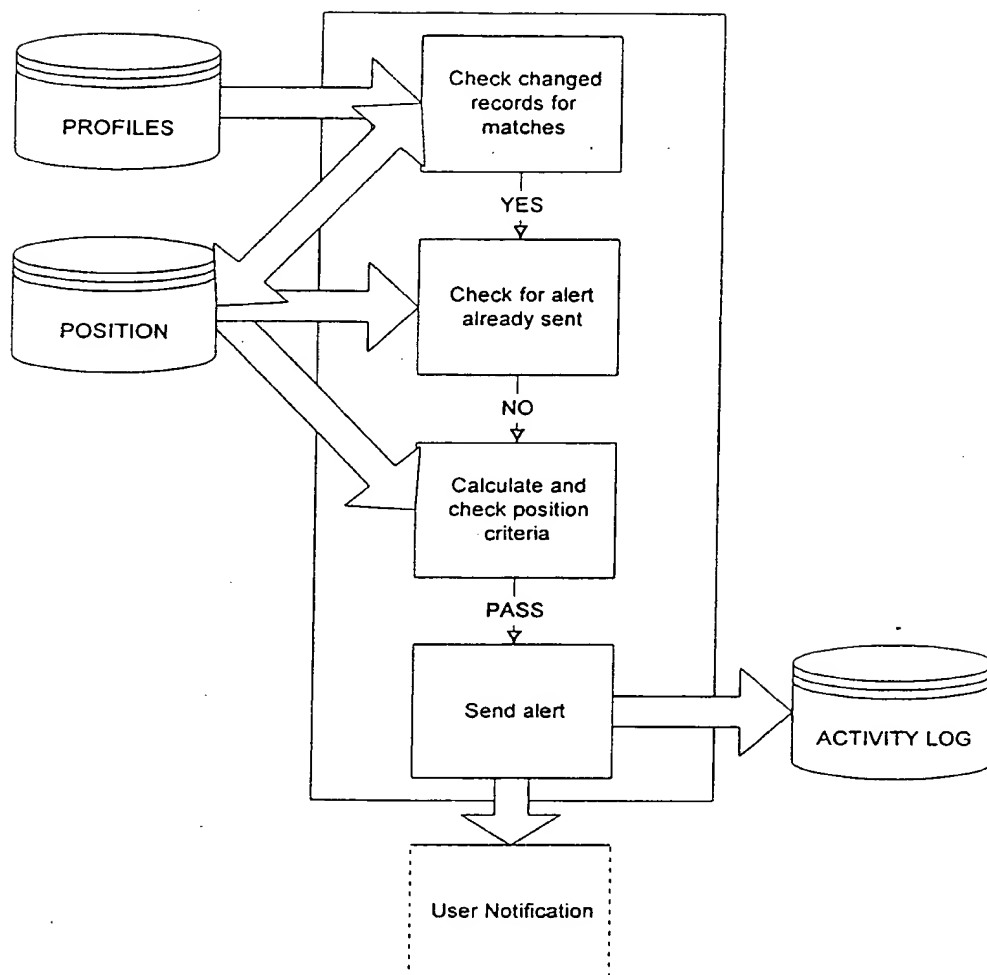 PROFILES
Check changed
records for
matches
YES
POSITION
Check for alert
already sent
NO
Calculate and
check position
criteria
PASS
Send alert
ACTIVITY LOG
User Notification